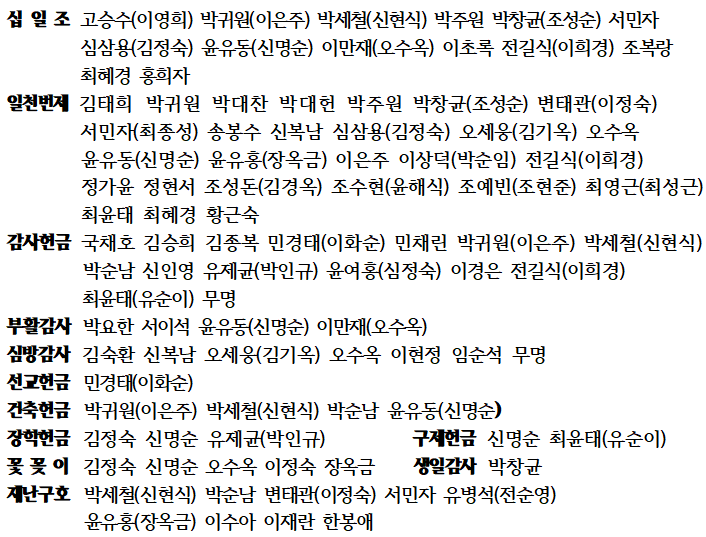 십 일 조 고승수(이영희) 박귀원(이은주) 박세철(신현식) 박주원 박창균(조성순) 서민자
심삼용(김정숙) 윤유동(신명순) 이만재(오수옥) 이초록 전길식(이희경) 조복랑
최혜경 홍희자
일천번제 김태희 박귀원 박대찬 박대헌 박주원 박창균(조성순) 변태관(이정숙)
서민자(최종성) 송봉수 신복남 심삼용(김정숙) 오세웅(김기옥) 오수옥
윤유동(신명순) 윤유홍(장옥금) 이은주 이상덕(박순임) 전길식(이희경)
정가윤 정현서 조성돈(김경옥) 조수현(윤해식) 조예빈(조현준) 최영근(최성근)
최윤태 최혜경 황근숙
감사헌금 국채호 김승희 김종복 민경태(이화순) 민채린 박귀원(이은주) 박세철(신현식)
박순남 신인영 유제균(박인규) 윤여홍(심정숙) 이경은 전길식(이희경)
최윤태(유순이) 무명
부활감사 박요한 서이석 윤유동(신명순) 이만재(오수옥)
심방감사 김숙환 신복남 오세웅(김기옥) 오수옥 이현정 임순석 무명
선교헌금 민경태(이화순)
건축헌금 박귀원(이은주) 박세철(신현식) 박순남 윤유동(신명순)
장학헌금 김정숙 신명순 유제균(박인규) 구제헌금 신명순 최윤태(유순이)
꽃 꽂 이 김정숙 신명순 오수옥 이정숙 장옥금 생일감사 박창균
재난구호 박세철(신현식) 박순남 변태관(이정숙) 서민자 유병석(전순영)
윤유홍(장옥금) 이수아 이재란 한봉애